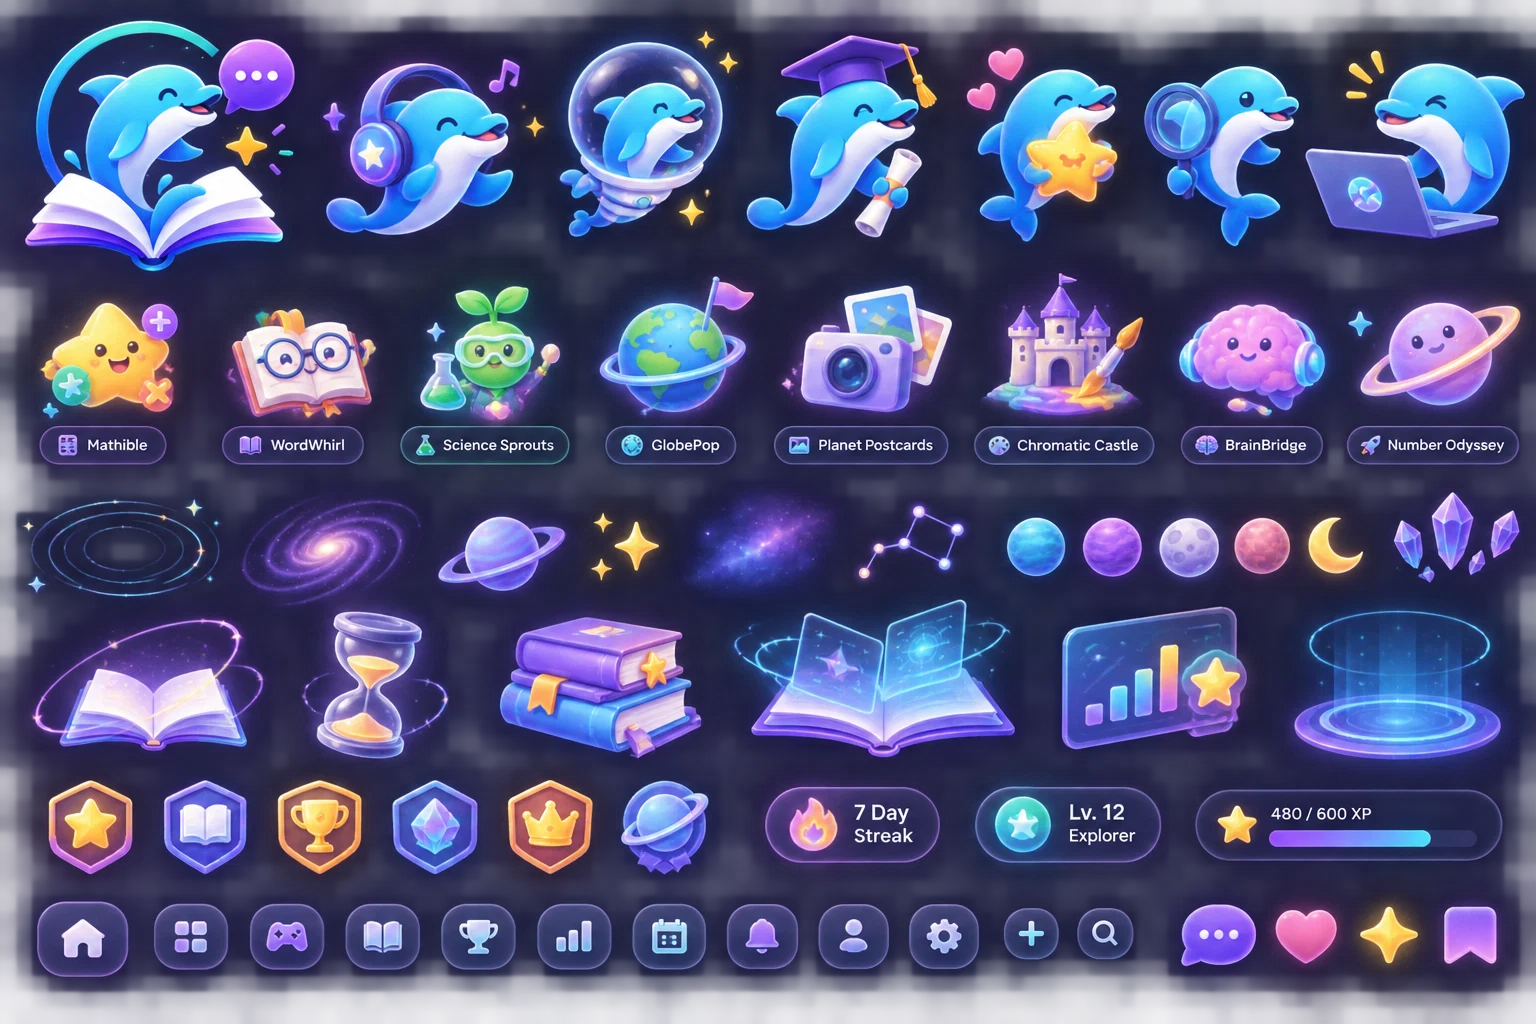 Mathible
WordWhirl
Science Sprouts
GlobePop
Planet Postcards
Chromatic Castle
BrainBridge
Number Odyssey
7 Day
Streak
Lv. 12
Explorer
480 / 600 XP